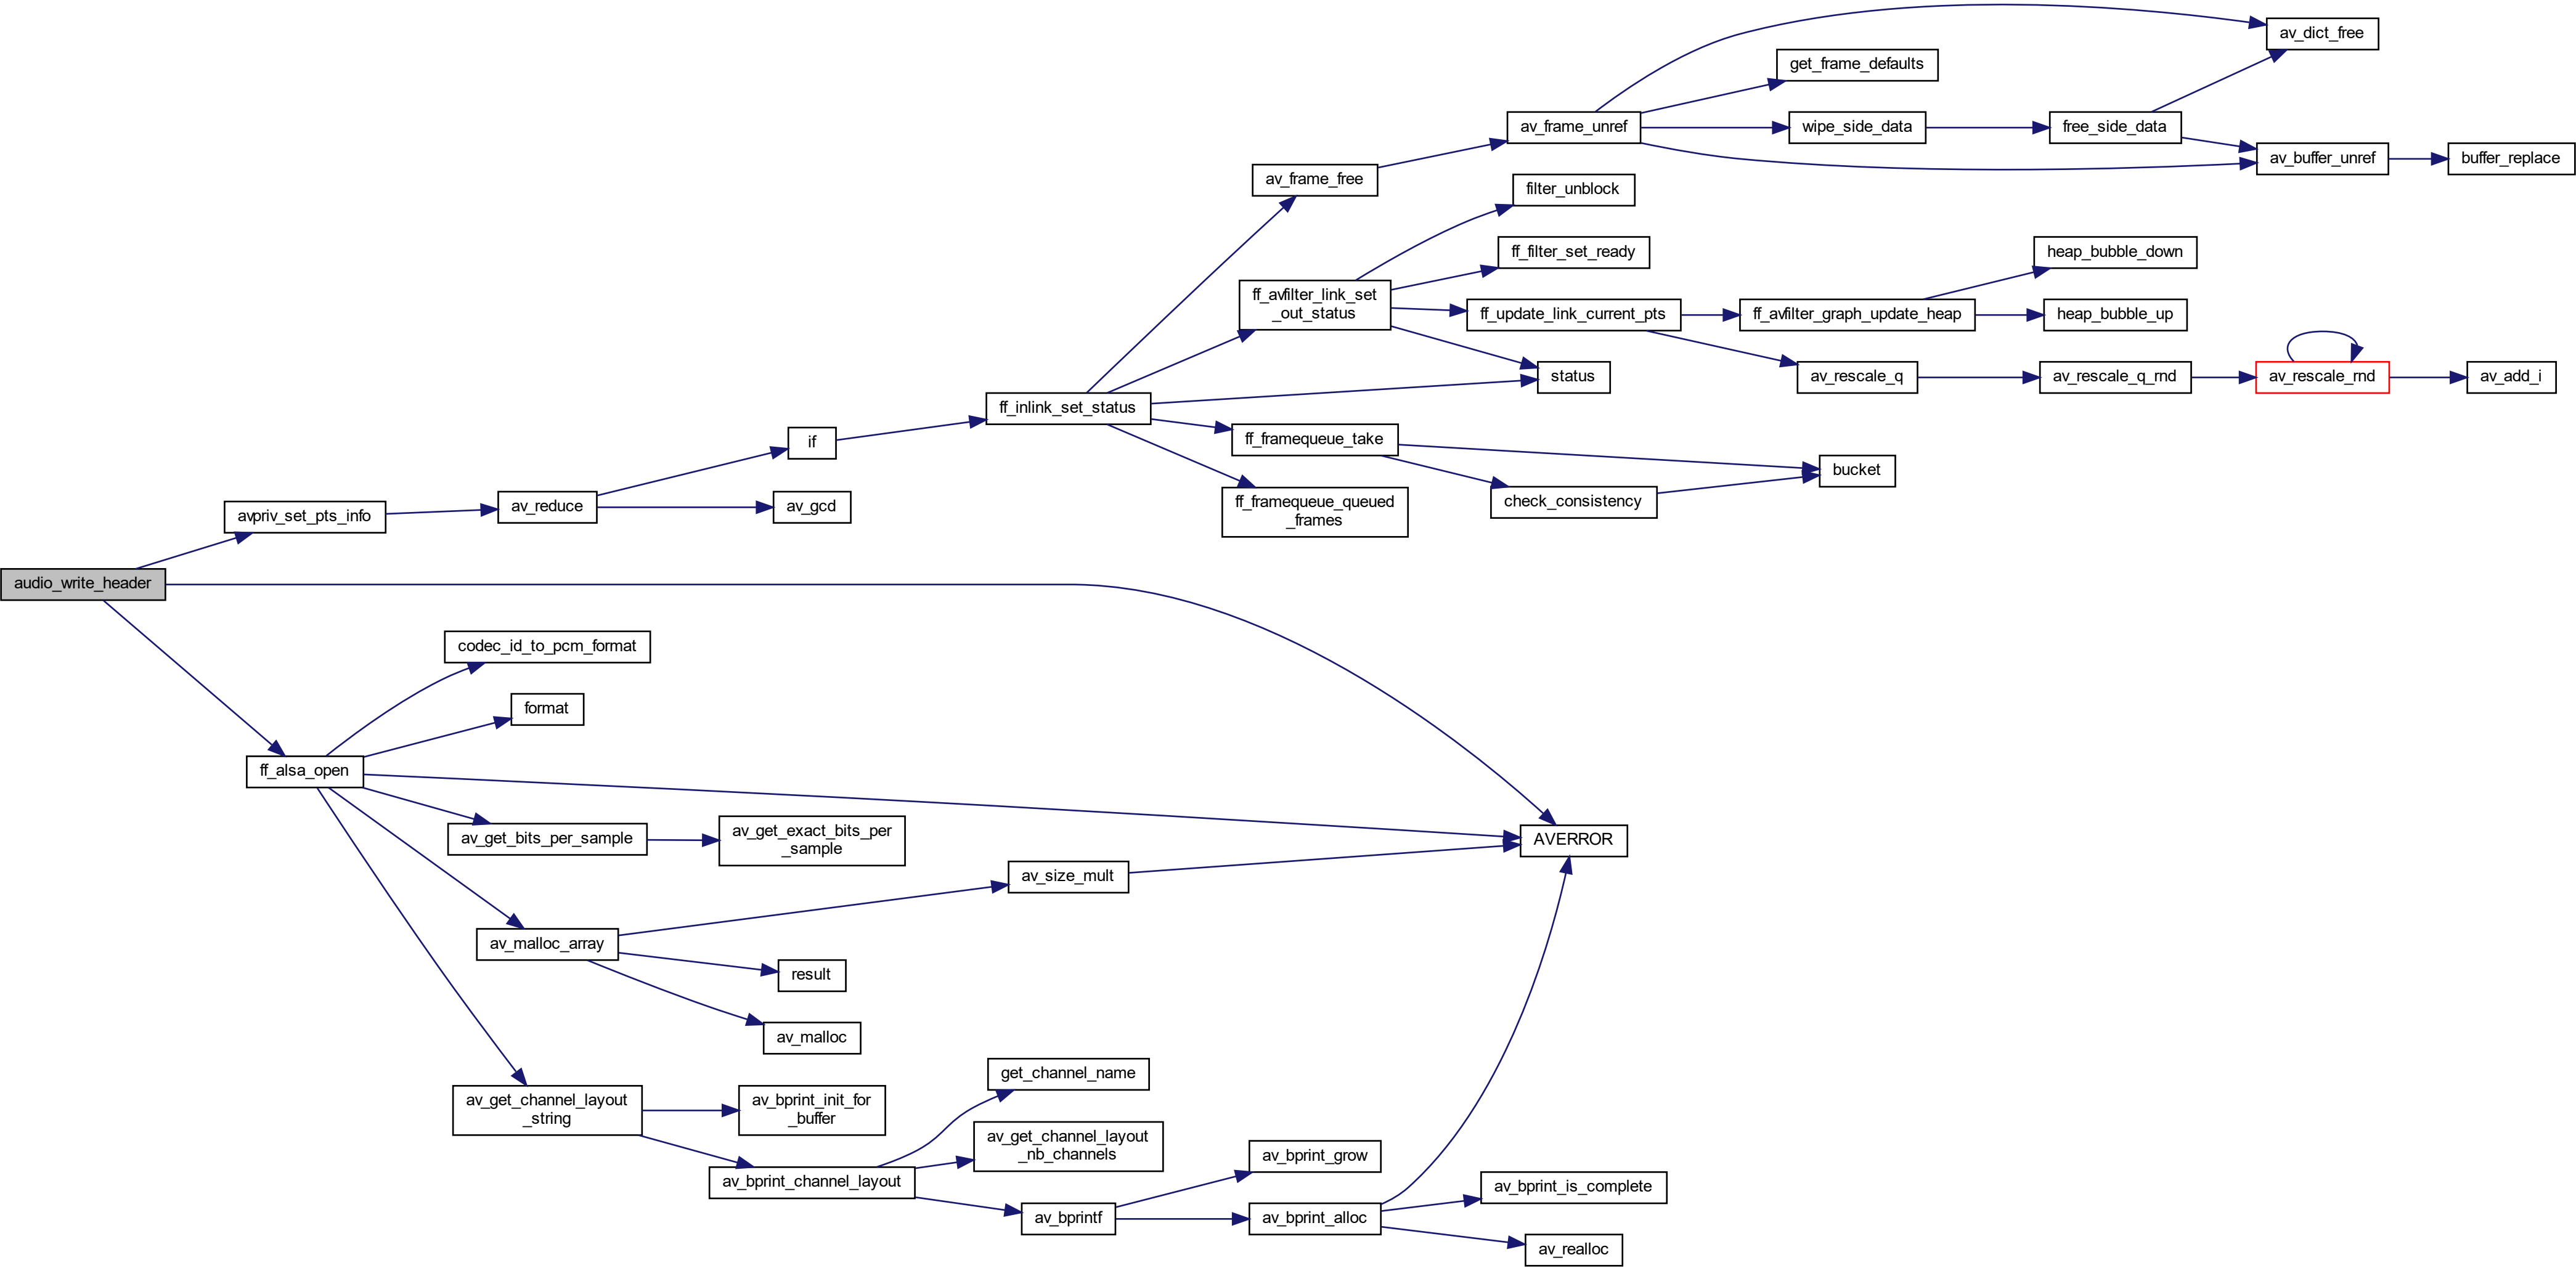 av_dict_free
get_frame_defaults
av_frame_unref
wipe_side_data
free_side_data
av_buffer_unref
buffer_replace
av_frame_free
filter_unblock
ff_filter_set_ready
heap_bubble_down
ff_avfilter_link_set
_out_status
ff_update_link_current_pts
ff_avfilter_graph_update_heap
heap_bubble_up
status
av_rescale_q
av_rescale_q_rnd
av_rescale_rnd
av_add_i
ff_inlink_set_status
if
ff_framequeue_take
bucket
avpriv_set_pts_info
av_reduce
av_gcd
ff_framequeue_queued
_frames
check_consistency
audio_write_header
codec_id_to_pcm_format
format
ff_alsa_open
av_get_bits_per_sample
av_get_exact_bits_per
_sample
AVERROR
av_size_mult
av_malloc_array
result
av_malloc
get_channel_name
av_get_channel_layout
_string
av_bprint_init_for
_buffer
av_get_channel_layout
_nb_channels
av_bprint_grow
av_bprint_channel_layout
av_bprint_is_complete
av_bprintf
av_bprint_alloc
av_realloc